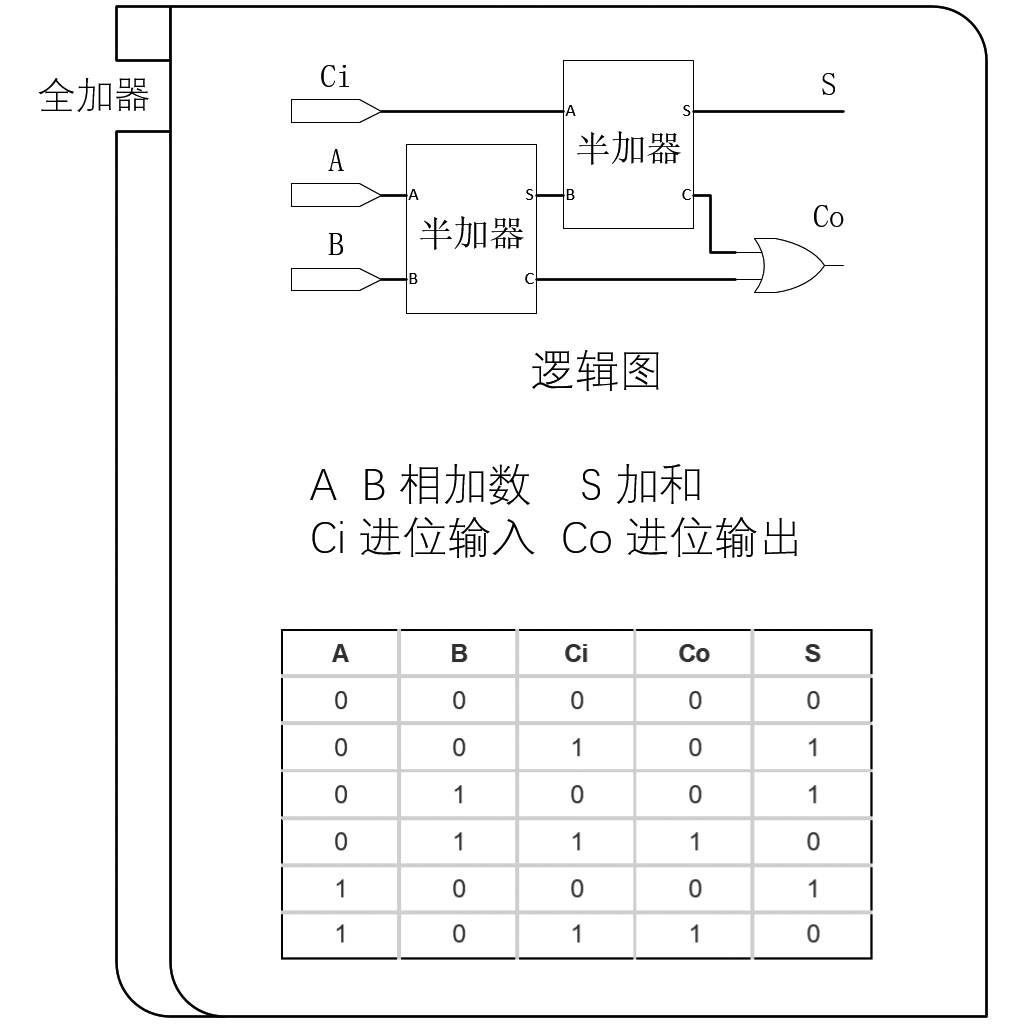 全加器
Ci
S
A S
半加器
A
A S B C
Co
半加器
B
B C
逻辑图
A B 相加数 S 加和
Ci 进位输入 Co 进位输出
A B Ci Co S
0 0 0 0 0
0 0 1 0 1
0 1 0 0 1
0 1 1 1 0
1 0 0 0 1
1 0 1 1 0